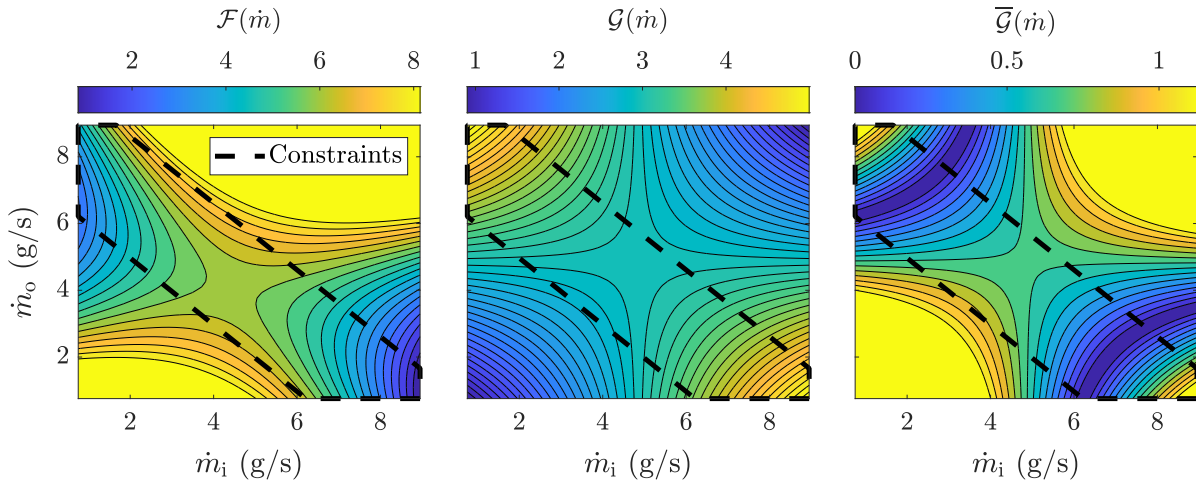 ℱ(ṁ)
𝒢(ṁ)
𝒢̅(ṁ)
2 4 6 8
1 2 3 4
0 0.5 1
Constraints
8
6
4
2
ṁₒ (g/s)
2 4 6 8
2 4 6 8
2 4 6 8
ṁᵢ (g/s)
ṁᵢ (g/s)
ṁᵢ (g/s)